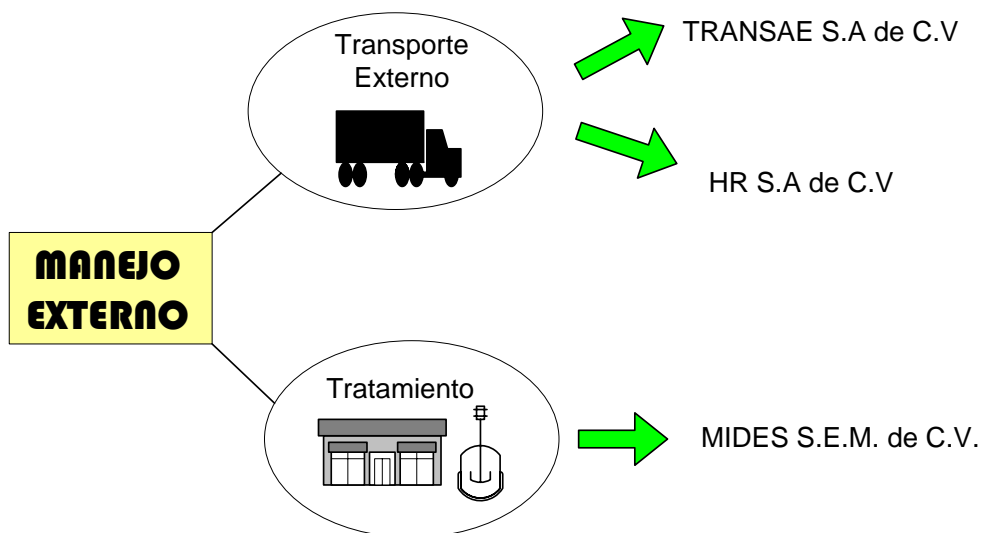 Transporte
Externo
TRANSAE S.A de C.V
HR S.A de C.V
MANEJO
EXTERNO
Tratamiento
MIDES S.E.M. de C.V.